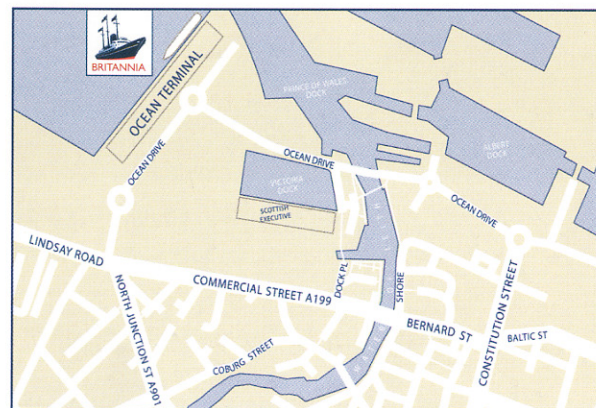 BRITANNIA
OCEAN TERMINAL
PRINCE OF WALES
DOCK
OCEAN DRIVE
OCEAN DRIVE
ALBERT
DOCK
VICTORIA
DOCK
SCOTTISH
EXECUTIVE
OCEAN DRIVE
LINDSAY ROAD
COMMERCIAL STREET A199
DOCK PL
SHORE
NORTH JUNCTION ST A901
COBURG STREET
BERNARD ST
BALTIC ST
CONSTITUTION STREET